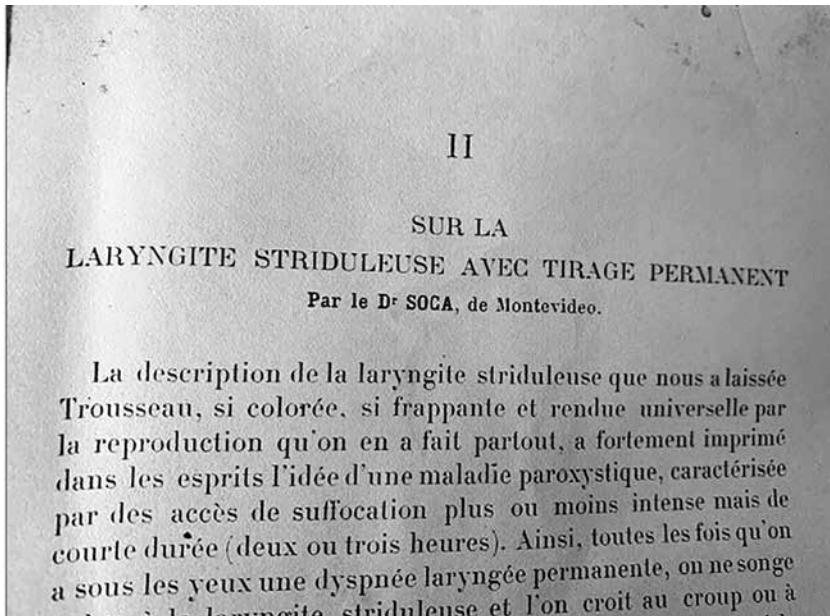 II
SUR LA
LARYNGITE STRIDULEUSE AVEC TIRAGE PERMANENT
Par le Dr SOCA, de Montevideo.
La description de la laryngite striduleuse que nous a laissée
Trousseau, si colorée, si frappante et rendue universelle par
la reproduction qu'on en a fait partout, a fortement imprimé
dans les esprits l'idée d'une maladie paroxystique, caractérisée
par des accès de suffocation plus ou moins intense mais de
courte durée (deux ou trois heures). Ainsi, toutes les fois qu'on
a sous les yeux une dyspnée laryngée permanente, on ne songe
à la laryngite striduleuse et l'on croit au croup ou à